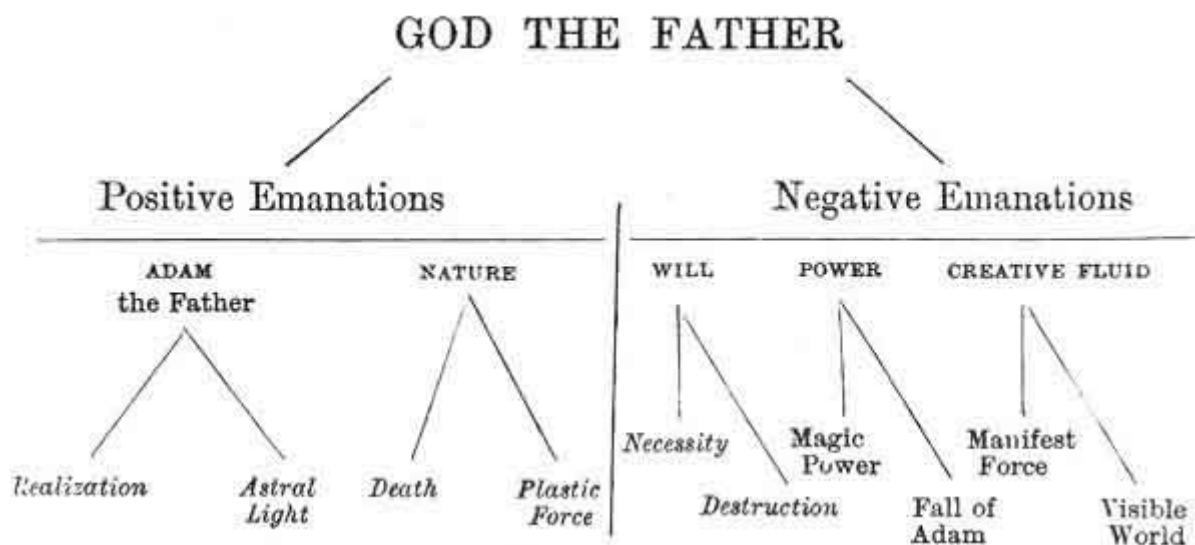 GOD THE FATHER
Positive Emanations
Negative Emanations
ADAM
the Father
NATURE
WILL
POWER
CREATIVE FLUID
Realization
Astral
Light
Death
Plastic
Force
Necessity
Destruction
Magic
Power
Fall of
Adam
Manifest
Force
Visible
World